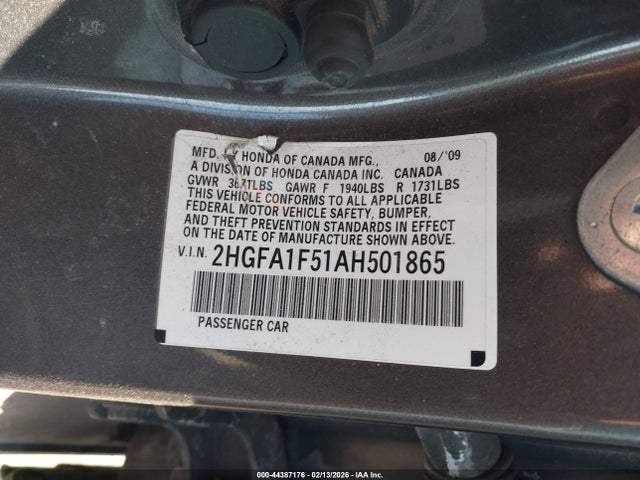 MFD. BY HONDA OF CANADA MFG., 08/'09
A DIVISION OF HONDA CANADA INC. CANADA
GVWR LBS GAWR F 1940LBS R 1731LBS
THIS VEHICLE CONFORMS TO ALL APPLICABLE
FEDERAL MOTOR VEHICLE SAFETY, BUMPER,
AND THEFT PREVENTION STANDARDS IN EFFECT
ON THE DATE OF MANUFACTURE SHOWN ABOVE.
V.I.N. 2HGFA1F51AH501865
PASSENGER CAR
000-44387176 - 02/13/2026 - IAA Inc.